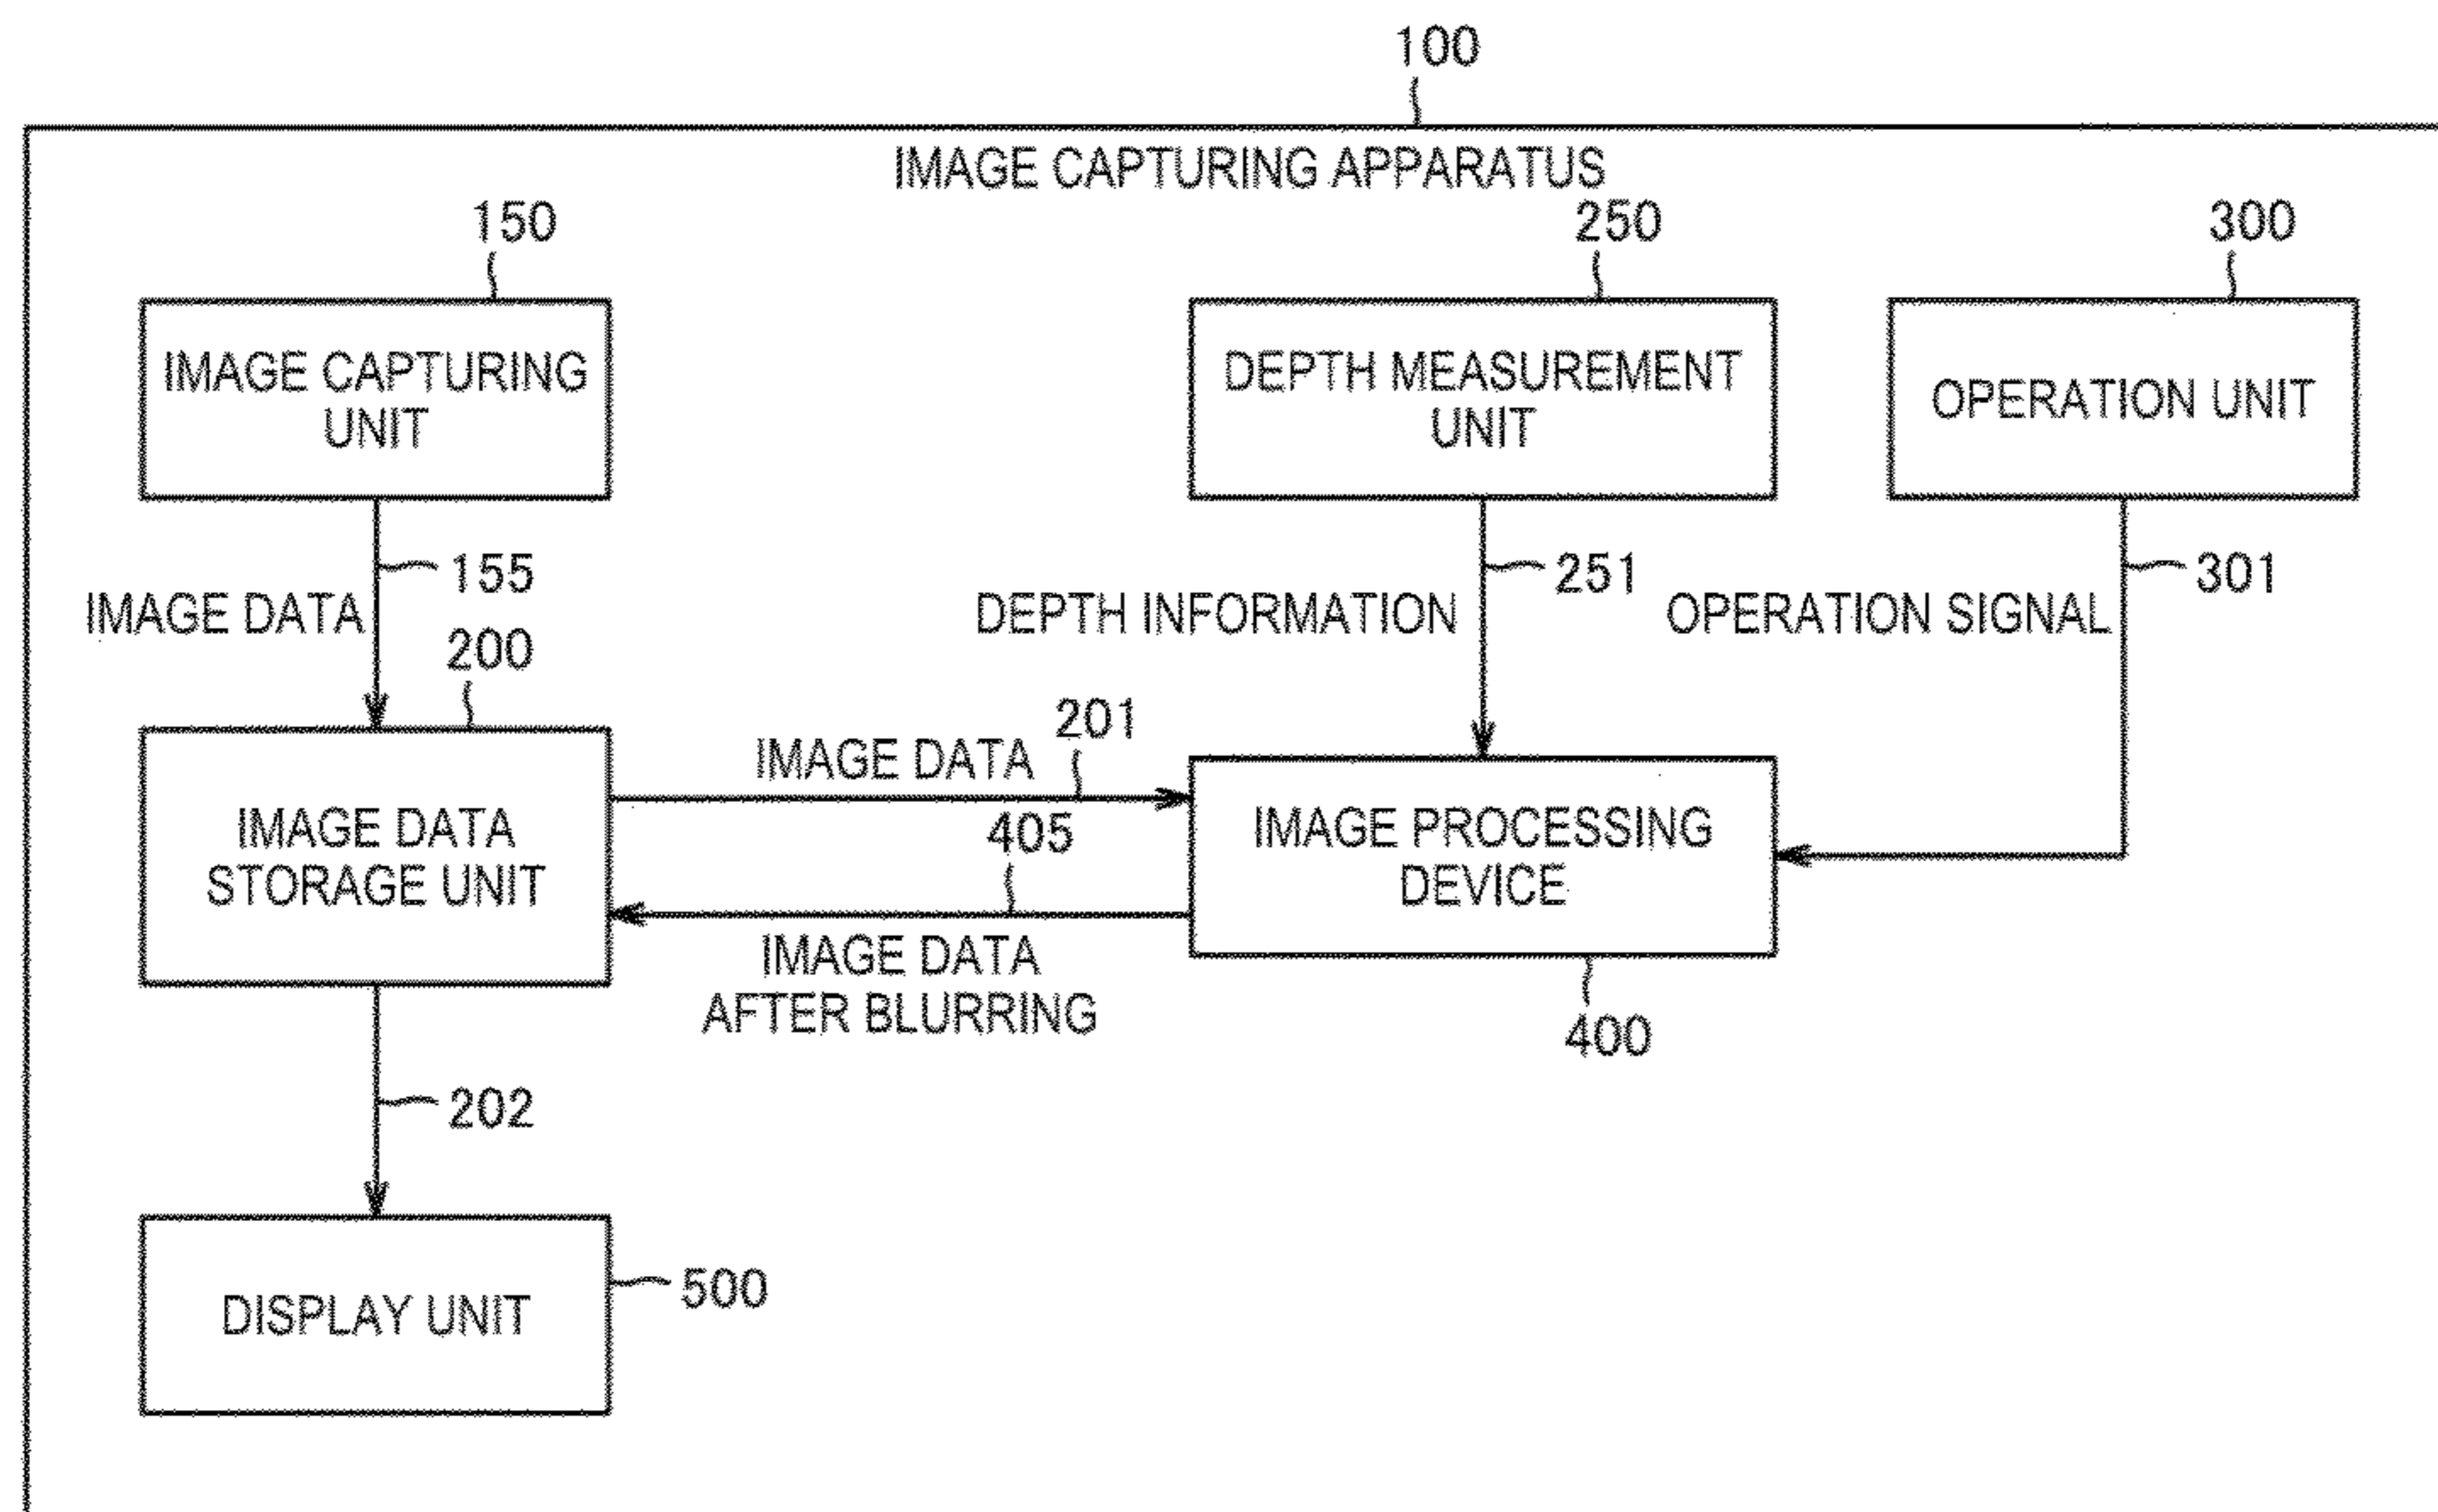 100
IMAGE CAPTURING APPARATUS
150
250
300
IMAGE CAPTURING
UNIT
DEPTH MEASUREMENT
UNIT
OPERATION UNIT
155
251
301
IMAGE DATA
DEPTH INFORMATION
OPERATION SIGNAL
200
201
IMAGE DATA
405
IMAGE DATA
STORAGE UNIT
IMAGE PROCESSING
DEVICE
IMAGE DATA
AFTER BLURRING
400
202
DISPLAY UNIT
500